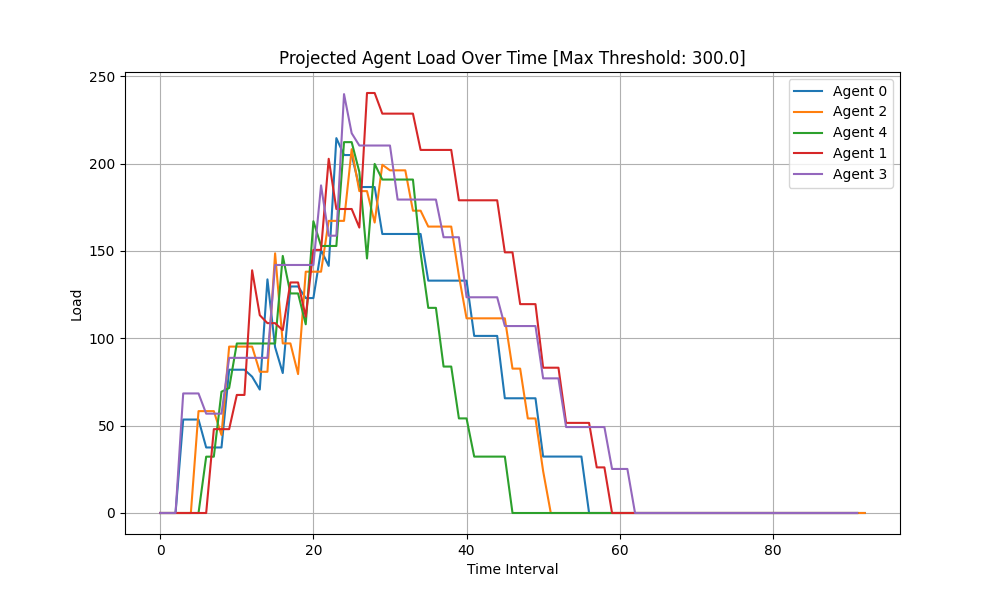 Projected Agent Load Over Time [Max Threshold: 300.0]
250
200
150
100
50
0
Load
0 20 40 60 80
Time Interval
Agent 0
Agent 2
Agent 4
Agent 1
Agent 3